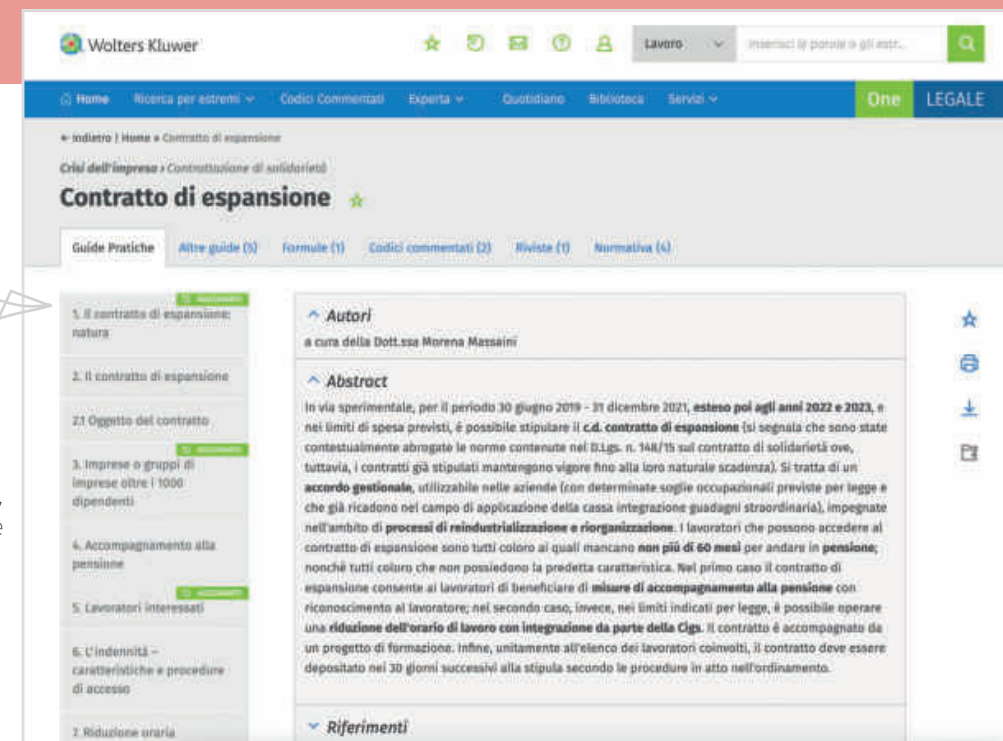 Wolters Kluwer
Lavoro
inserisci le parole o gli estr...
Home Ricerca per estremi Codici Commentati Experta Quotidiano Biblioteca Servizi One LEGALE
← Indietro | Home » Contratto di espansione
Crisi dell'impresa › Contrattazione di solidarietà
Contratto di espansione
Guide Pratiche Altre guide (5) Formule (1) Codici commentati (2) Riviste (1) Normativa (4)
1. Il contratto di espansione:
natura
2. Il contratto di espansione
2.1 Oggetto del contratto
3. Imprese o gruppi di
imprese oltre i 1000
dipendenti
4. Accompagnamento alla
pensione
5. Lavoratori interessati
6. L'indennità –
caratteristiche e procedure
di accesso
7. Riduzione oraria
Autori
a cura della Dott.ssa Morena Massaini
Abstract
In via sperimentale, per il periodo 30 giugno 2019 - 31 dicembre 2021, esteso poi agli anni 2022 e 2023, e
nei limiti di spesa previsti, è possibile stipulare il c.d. contratto di espansione (si segnala che sono state
contestualmente abrogate le norme contenute nel D.Lgs. n. 148/15 sul contratto di solidarietà ove,
tuttavia, i contratti già stipulati mantengono vigore fino alla loro naturale scadenza). Si tratta di un
accordo gestionale, utilizzabile nelle aziende (con determinate soglie occupazionali previste per legge e
che già ricadono nel campo di applicazione della cassa integrazione guadagni straordinaria), impegnate
nell'ambito di processi di reindustrializzazione e riorganizzazione. I lavoratori che possono accedere al
contratto di espansione sono tutti coloro ai quali mancano non più di 60 mesi per andare in pensione;
nonché tutti coloro che non possiedono la predetta caratteristica. Nel primo caso il contratto di
espansione consente ai lavoratori di beneficiare di misure di accompagnamento alla pensione con
riconoscimento al lavoratore; nel secondo caso, invece, nei limiti indicati per legge, è possibile operare
una riduzione dell'orario di lavoro con integrazione da parte della Cigs. Il contratto è accompagnato da
un progetto di formazione. Infine, unitamente all'elenco dei lavoratori coinvolti, il contratto deve essere
depositato nei 30 giorni successivi alla stipula secondo le procedure in atto nell'ordinamento.
Riferimenti